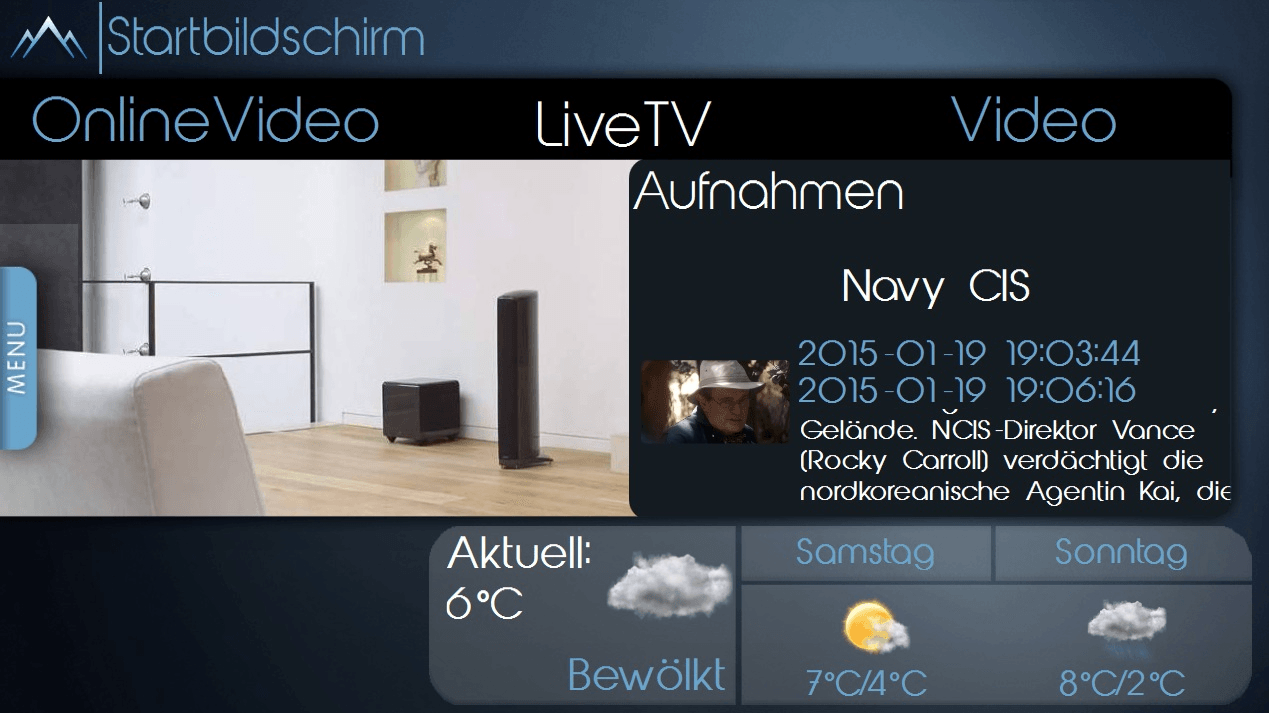 Startbildschirm
OnlineVideo LiveTV Video
Aufnahmen
Navy CIS
2015-01-19 19:03:44
2015-01-19 19:06:16
Gelände. NCIS-Direktor Vance
(Rocky Carroll) verdächtigt die
nordkoreanische Agentin Kai, die
MENU
Aktuell:
6°C
Bewölkt
Samstag Sonntag
7°C/4°C 8°C/2°C